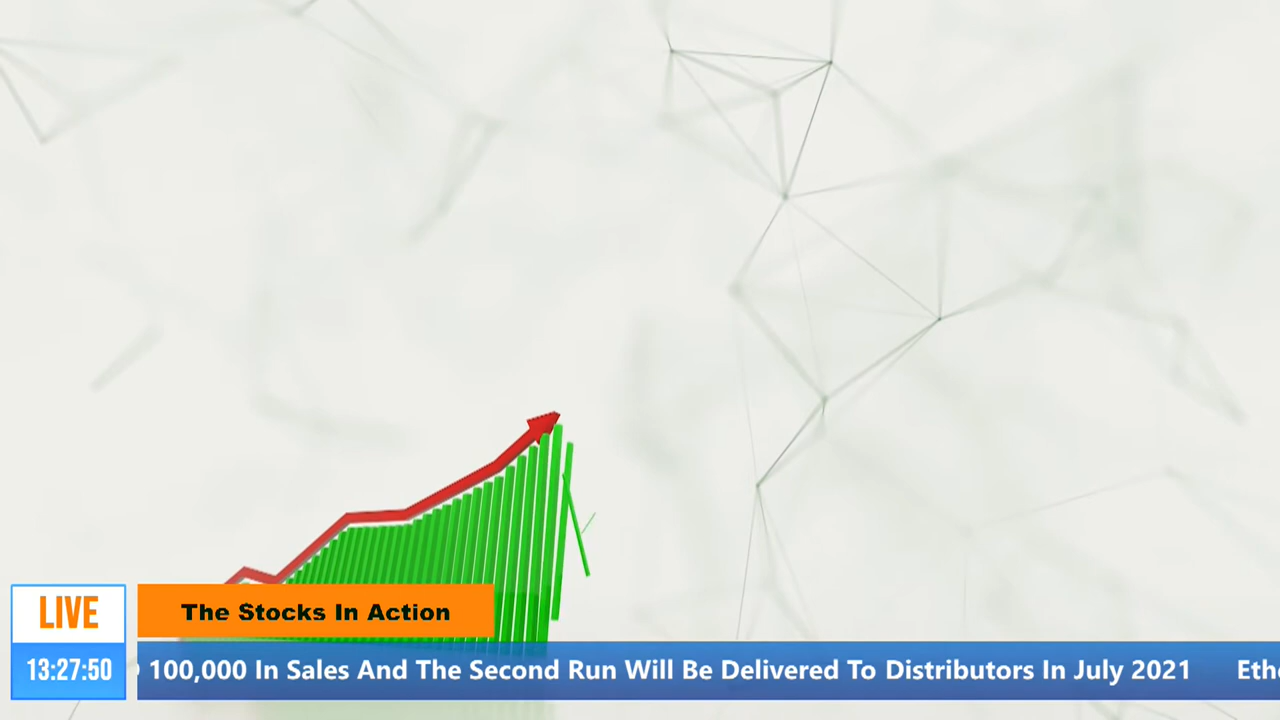 LIVE
The Stocks In Action
13:27:50
100,000 In Sales And The Second Run Will Be Delivered To Distributors In July 2021